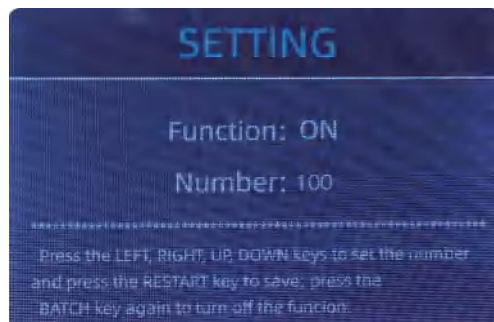 SETTING
Function: ON
Number: 100
Press the LEFT, RIGHT, UP, DOWN keys to set the number
and press the RESTART key to save; press the
BATCH key again to turn off the funcion.